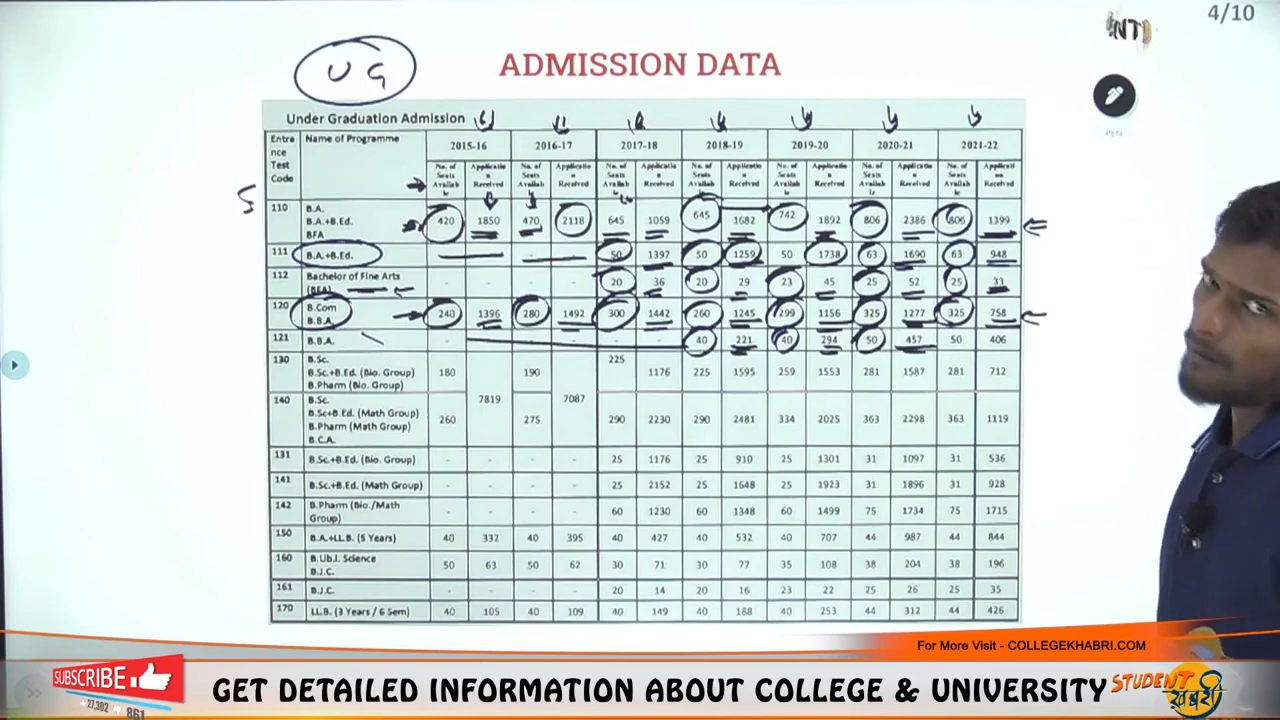 4/10
UG
ADMISSION DATA
PEN
Under Graduation Admission
Entra nce Test Code | Name of Programme | 2015-16 | 2016-17 | 2017-18 | 2018-19 | 2019-20 | 2020-21 | 2021-22
110 | B.A. B.A.+B.Ed. BFA | 420 | 1850 | 470 | 2118 | 645 | 1059 | 645 | 1682 | 742 | 1892 | 806 | 2386 | 806 | 1399
111 | B.A.+B.Ed. | 50 | 1397 | 50 | 1259 | 50 | 1738 | 63 | 1690 | 63 | 948
112 | Bachelor of Fine Arts (BFA) | - | - | - | - | 20 | 36 | 20 | 29 | 23 | 45 | 25 | 52 | 25 | 33
120 | B.Com B.B.A. | 240 | 1396 | 280 | 1492 | 300 | 1442 | 260 | 1245 | 299 | 1156 | 325 | 1277 | 325 | 758
121 | B.B.A. | 40 | 221 | 40 | 294 | 50 | 457 | 50 | 406
130 | B.Sc. B.Sc.+B.Ed. (Bio. Group) B.Pharm (Bio. Group) | 180 | 190 | 225 | 1176 | 225 | 1595 | 259 | 1553 | 281 | 1587 | 281 | 712
7819 | 7087
140 | B.Sc. B.Sc+B.Ed. (Math Group) B.Pharm (Math Group) B.C.A. | 260 | 275 | 290 | 2230 | 290 | 2481 | 334 | 2025 | 363 | 2298 | 363 | 1119
131 | B.Sc.+B.Ed. (Bio. Group) | - | - | - | - | 25 | 1176 | 25 | 910 | 25 | 1301 | 31 | 1097 | 31 | 536
141 | B.Sc.+B.Ed. (Math Group) | - | - | - | - | 25 | 2152 | 25 | 1648 | 25 | 1923 | 31 | 1896 | 31 | 928
142 | B.Pharm (Bio./Math Group) | - | - | - | - | 60 | 1230 | 60 | 1348 | 60 | 1499 | 75 | 1734 | 75 | 1715
150 | B.A.+LL.B. (5 Years) | 40 | 332 | 40 | 395 | 40 | 427 | 40 | 532 | 40 | 707 | 44 | 987 | 44 | 844
160 | B.Lib.I. Science B.J.C. | 50 | 63 | 50 | 62 | 30 | 71 | 30 | 77 | 35 | 108 | 38 | 204 | 38 | 196
161 | B.J.C. | - | - | - | - | 20 | 14 | 20 | 16 | 23 | 22 | 25 | 26 | 25 | 35
170 | LL.B. (3 Years / 6 Sem) | 40 | 105 | 40 | 109 | 40 | 149 | 40 | 188 | 40 | 253 | 44 | 312 | 44 | 426
For More Visit - COLLEGEKHABRI.COM
SUBSCRIBE
27,302
861
GET DETAILED INFORMATION ABOUT COLLEGE & UNIVERSITY
STUDENT
खबरी